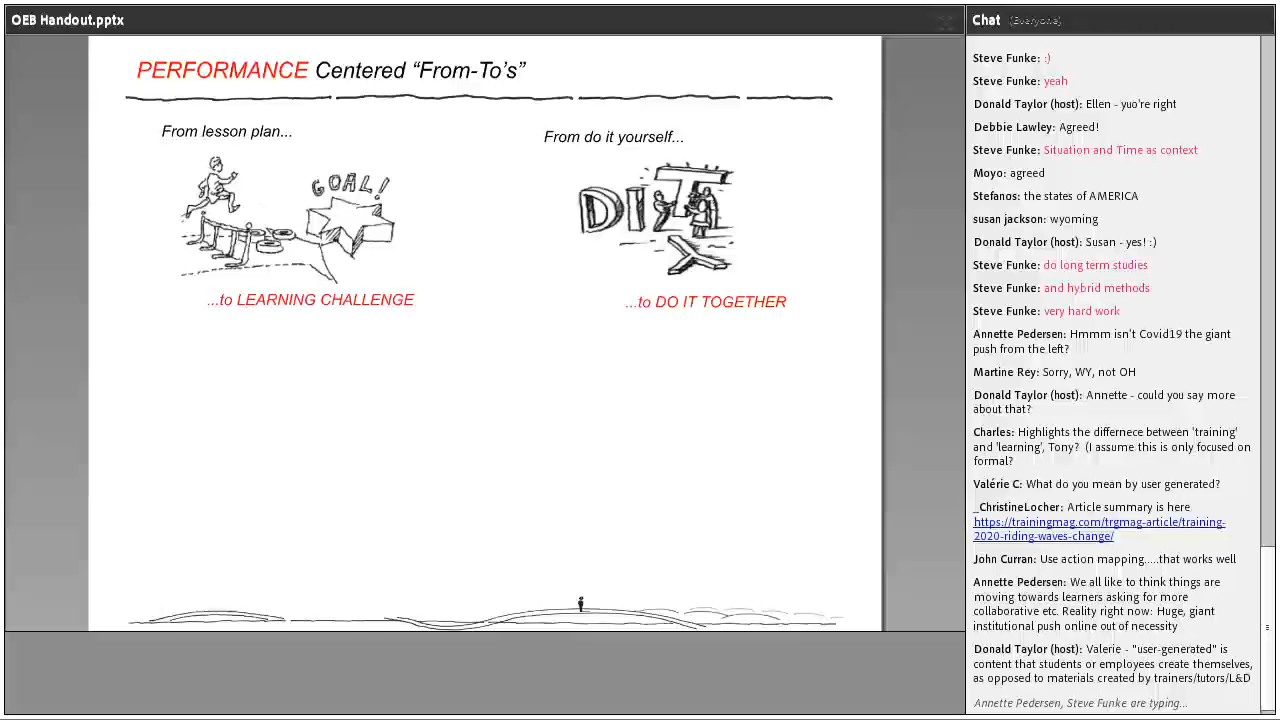 OEB Handout.pptx
PERFORMANCE Centered “From-To’s”
From lesson plan...
GOAL!
...to LEARNING CHALLENGE
From do it yourself...
DIT
Y
...to DO IT TOGETHER
Chat (Everyone)
Steve Funke: :)
Steve Funke: yeah
Donald Taylor (host): Ellen - yuo're right
Debbie Lawley: Agreed!
Steve Funke: Situation and Time as context
Moyo: agreed
Stefanos: the states of AMERICA
susan jackson: wyoming
Donald Taylor (host): Susan - yes! :)
Steve Funke: do long term studies
Steve Funke: and hybrid methods
Steve Funke: very hard work
Annette Pedersen: Hmmm isn't Covid19 the giant
push from the left?
Martine Rey: Sorry, WY, not OH
Donald Taylor (host): Annette - could you say more
about that?
Charles: Highlights the differnece between 'training'
and 'learning', Tony? (I assume this is only focused on
formal?
Valérie C: What do you mean by user generated?
_ChristineLocher: Article summary is here
https://trainingmag.com/trgmag-article/training-
2020-riding-waves-change/
John Curran: Use action mapping.....that works well
Annette Pedersen: We all like to think things are
moving towards learners asking for more
collaborative etc. Reality right now: Huge, giant
institutional push online out of necessity
Donald Taylor (host): Valerie - "user-generated" is
content that students or employees create themselves,
as opposed to materials created by trainers/tutors/L&D
Annette Pedersen, Steve Funke are typing...